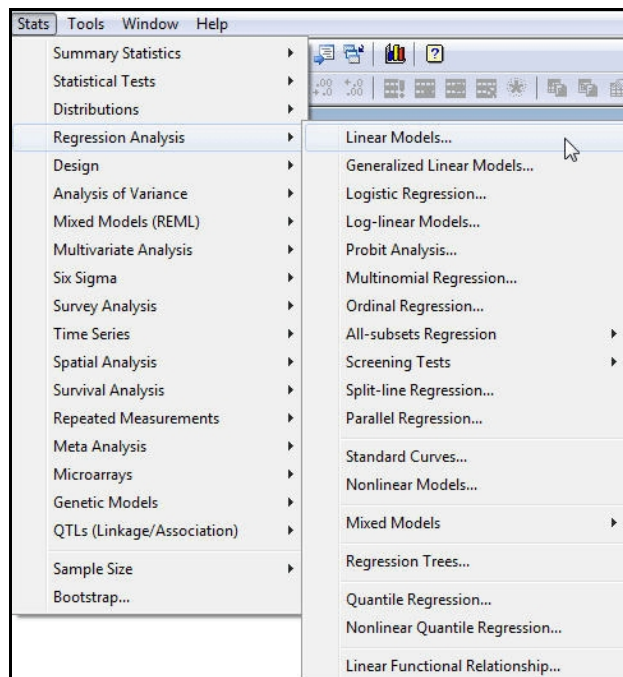 Stats Tools Window Help
Summary Statistics
Statistical Tests
Distributions
Regression Analysis
Design
Analysis of Variance
Mixed Models (REML)
Multivariate Analysis
Six Sigma
Survey Analysis
Time Series
Spatial Analysis
Survival Analysis
Repeated Measurements
Meta Analysis
Microarrays
Genetic Models
QTLs (Linkage/Association)
Sample Size
Bootstrap...
Linear Models...
Generalized Linear Models...
Logistic Regression...
Log-linear Models...
Probit Analysis...
Multinomial Regression...
Ordinal Regression...
All-subsets Regression
Screening Tests
Split-line Regression...
Parallel Regression...
Standard Curves...
Nonlinear Models...
Mixed Models
Regression Trees...
Quantile Regression...
Nonlinear Quantile Regression...
Linear Functional Relationship...